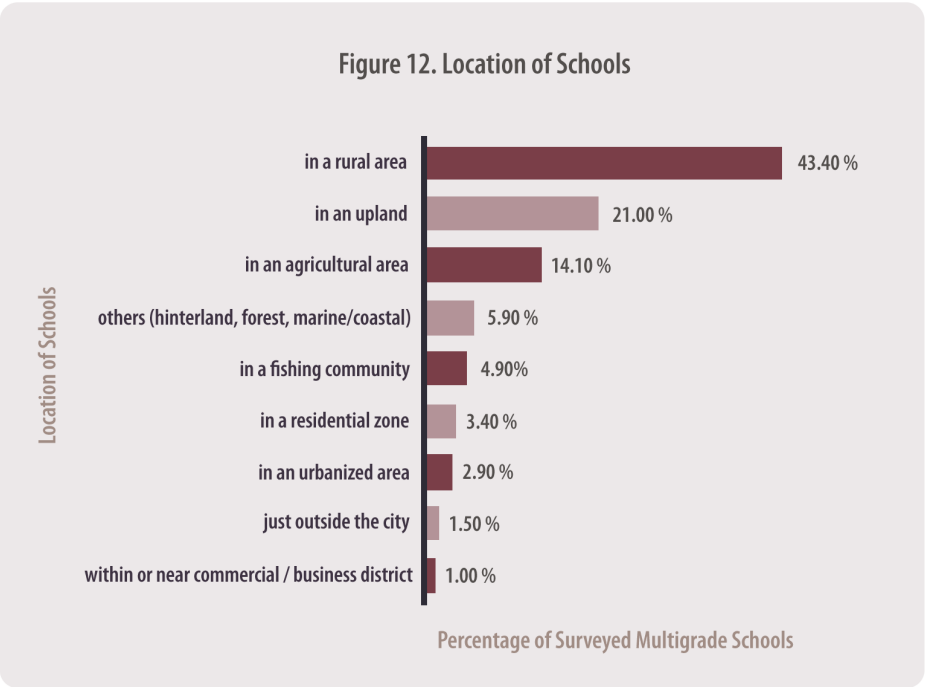 Figure 12. Location of Schools
in a rural area 43.40 %
in an upland 21.00 %
in an agricultural area 14.10 %
others (hinterland, forest, marine/coastal) 5.90 %
in a fishing community 4.90%
in a residential zone 3.40 %
in an urbanized area 2.90 %
just outside the city 1.50 %
within or near commercial / business district 1.00 %
Location of Schools
Percentage of Surveyed Multigrade Schools